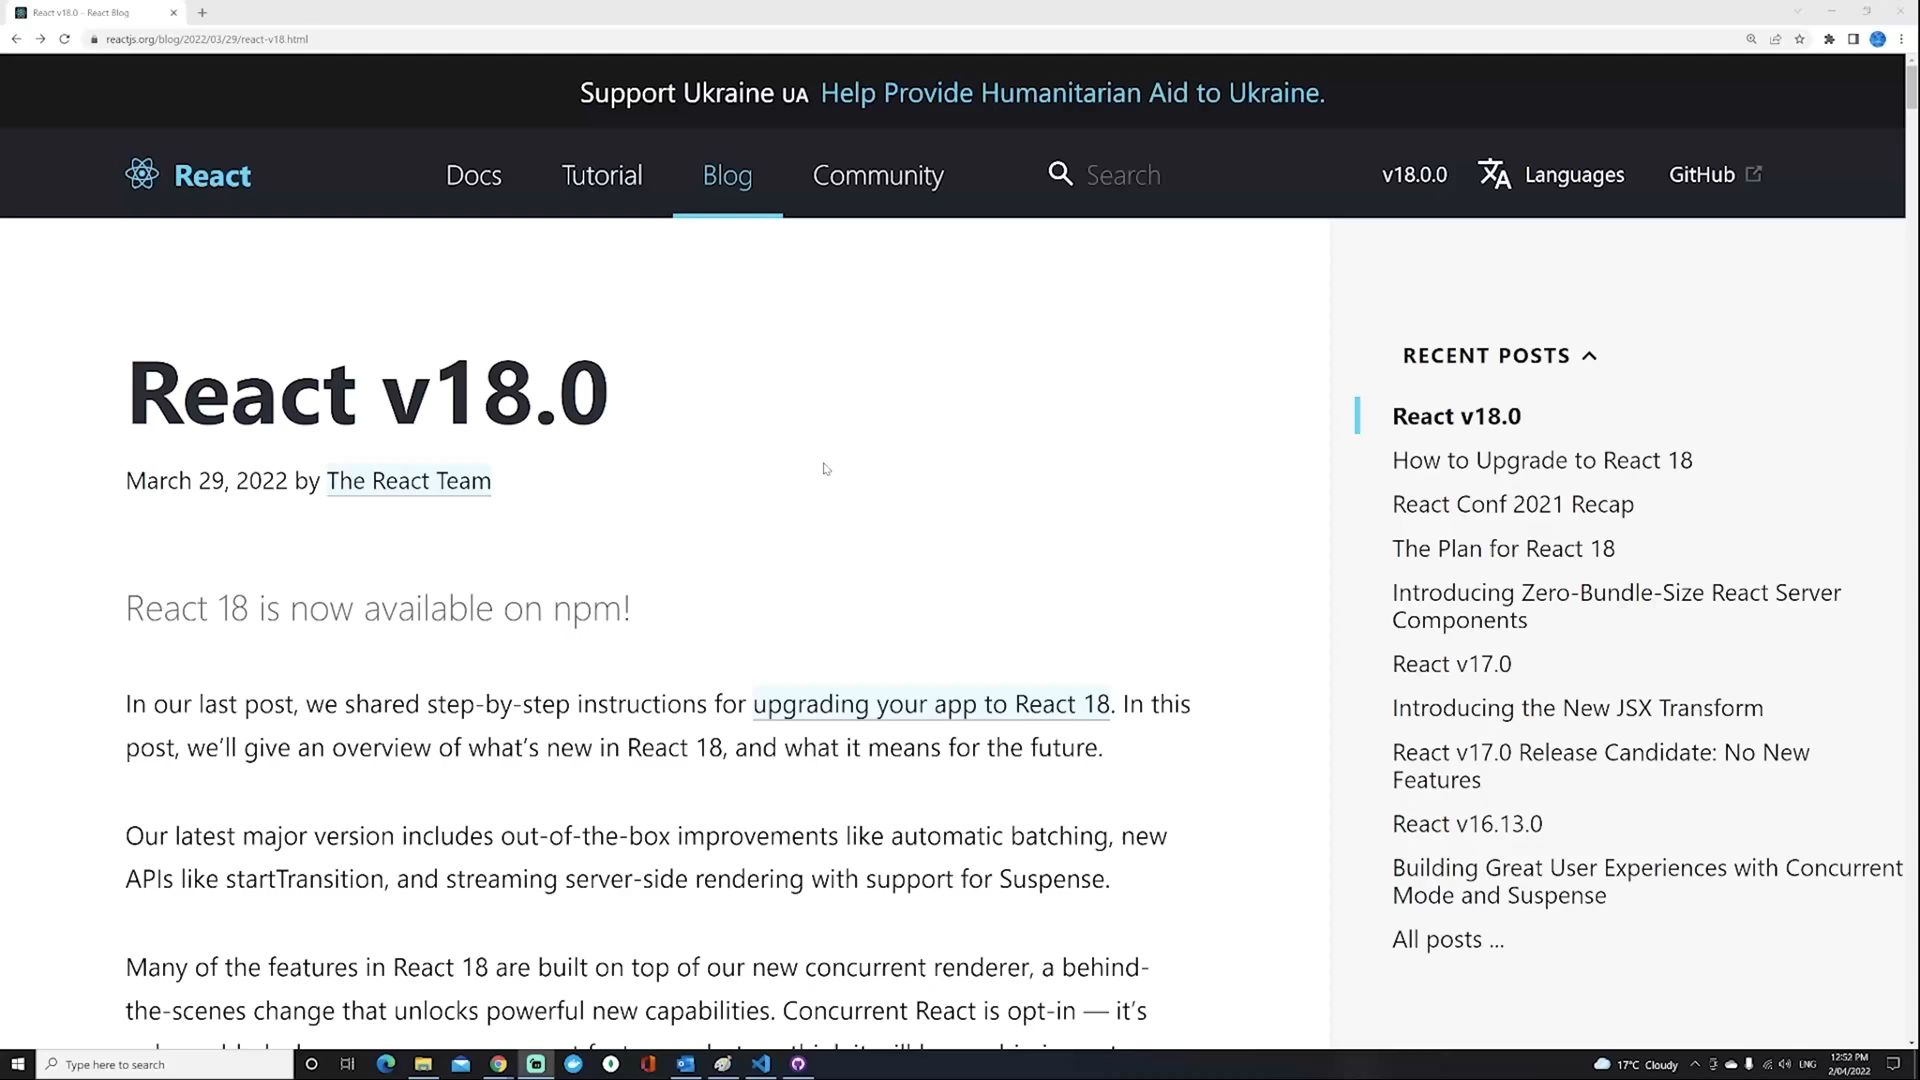 React v18.0 – React Blog
reactjs.org/blog/2022/03/29/react-v18.html
Support Ukraine UA Help Provide Humanitarian Aid to Ukraine.
React
Docs
Tutorial
Blog
Community
Search
v18.0.0
Languages
GitHub
React v18.0
March 29, 2022 by The React Team
React 18 is now available on npm!
In our last post, we shared step-by-step instructions for upgrading your app to React 18. In this
post, we’ll give an overview of what’s new in React 18, and what it means for the future.
Our latest major version includes out-of-the-box improvements like automatic batching, new
APIs like startTransition, and streaming server-side rendering with support for Suspense.
Many of the features in React 18 are built on top of our new concurrent renderer, a behind-
the-scenes change that unlocks powerful new capabilities. Concurrent React is opt-in — it’s
RECENT POSTS
React v18.0
How to Upgrade to React 18
React Conf 2021 Recap
The Plan for React 18
Introducing Zero-Bundle-Size React Server
Components
React v17.0
Introducing the New JSX Transform
React v17.0 Release Candidate: No New
Features
React v16.13.0
Building Great User Experiences with Concurrent
Mode and Suspense
All posts ...
Type here to search
17°C Cloudy
ENG
12:52 PM
2/04/2022